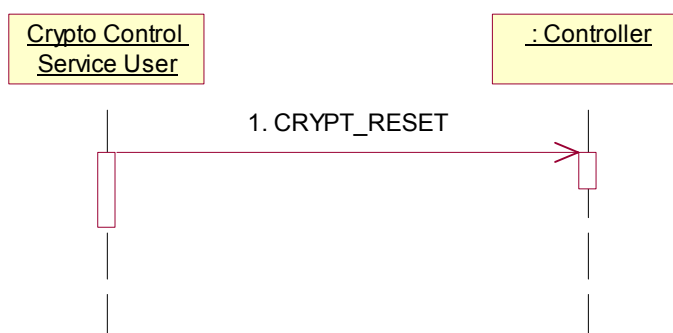 Crypto Control
Service User
: Controller
1. CRYPT_RESET